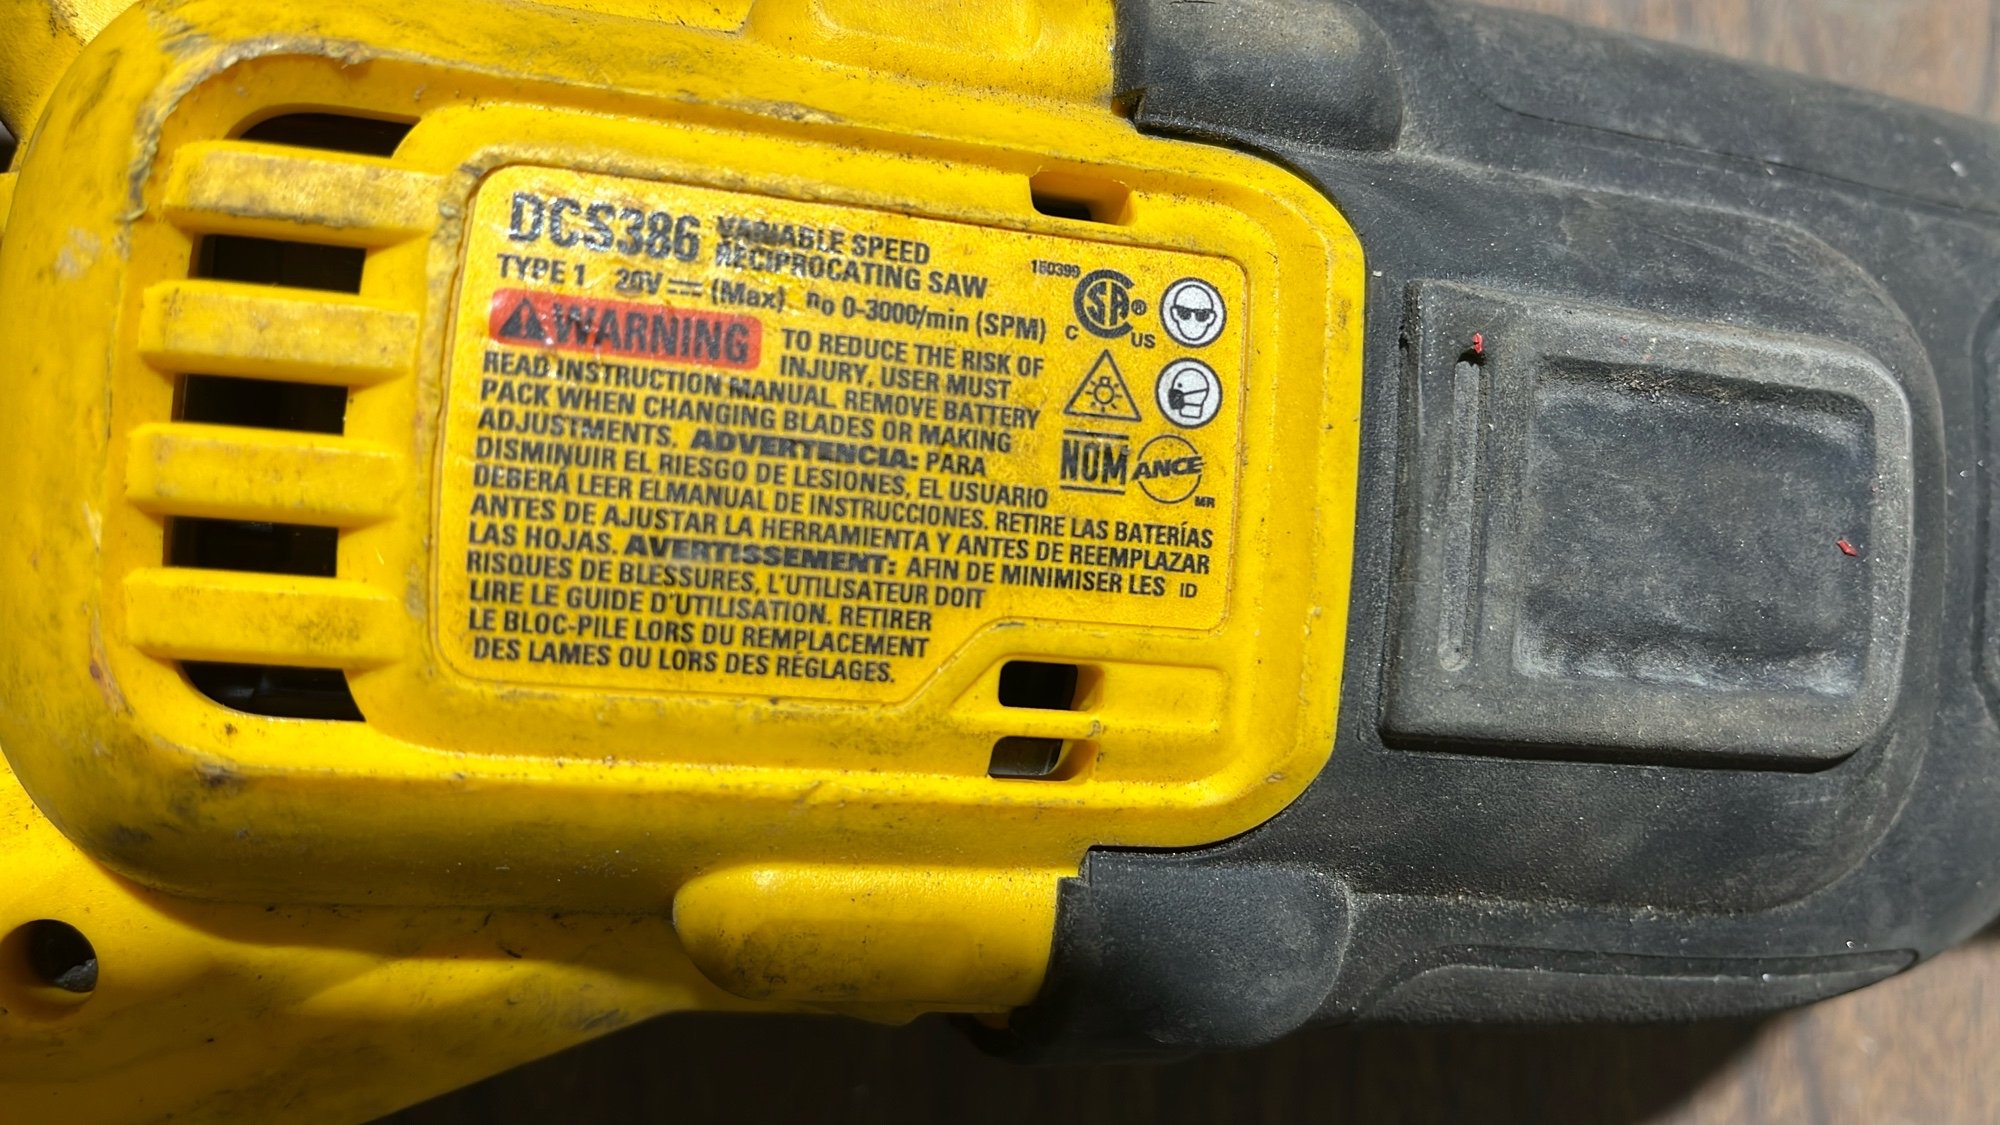 DCS386 VARIABLE SPEED
RECIPROCATING SAW
TYPE 1 20V (Max) n₀ 0-3000/min (SPM)
150399
CSA®
C US
WARNING TO REDUCE THE RISK OF
INJURY, USER MUST
READ INSTRUCTION MANUAL. REMOVE BATTERY
PACK WHEN CHANGING BLADES OR MAKING
ADJUSTMENTS. ADVERTENCIA: PARA
DISMINUIR EL RIESGO DE LESIONES, EL USUARIO
DEBERÁ LEER ELMANUAL DE INSTRUCCIONES. RETIRE LAS BATERÍAS
ANTES DE AJUSTAR LA HERRAMIENTA Y ANTES DE REEMPLAZAR
LAS HOJAS. AVERTISSEMENT: AFIN DE MINIMISER LES
RISQUES DE BLESSURES, L'UTILISATEUR DOIT
LIRE LE GUIDE D'UTILISATION. RETIRER
LE BLOC-PILE LORS DU REMPLACEMENT
DES LAMES OU LORS DES RÉGLAGES.
NOM ANCE
MR
ID